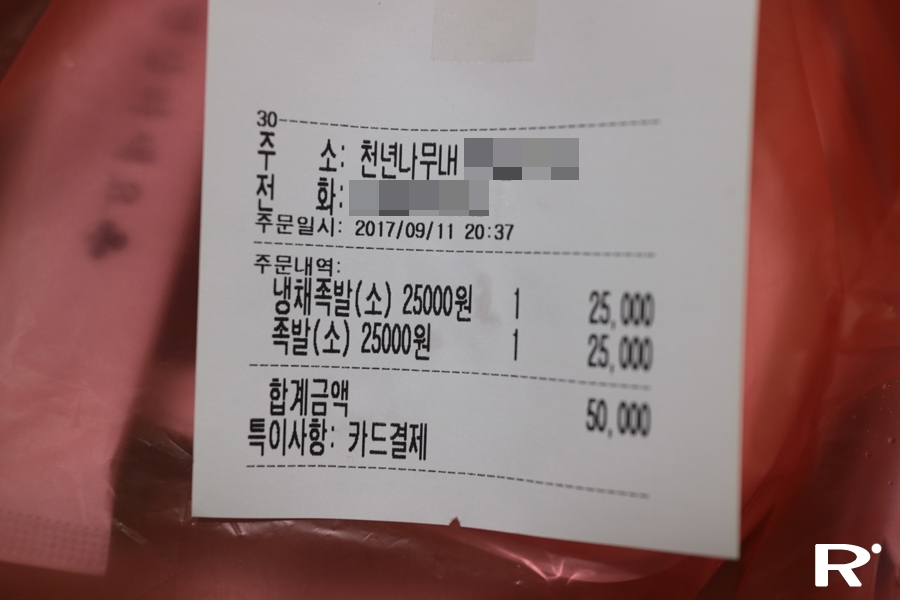 30
주 소: 천년나무내
전 화:
주문일시: 2017/09/11 20:37
주문내역:
냉채족발(소) 25000원 1 25,000
족발(소) 25000원 1 25,000
합계금액 50,000
특이사항: 카드결제
R